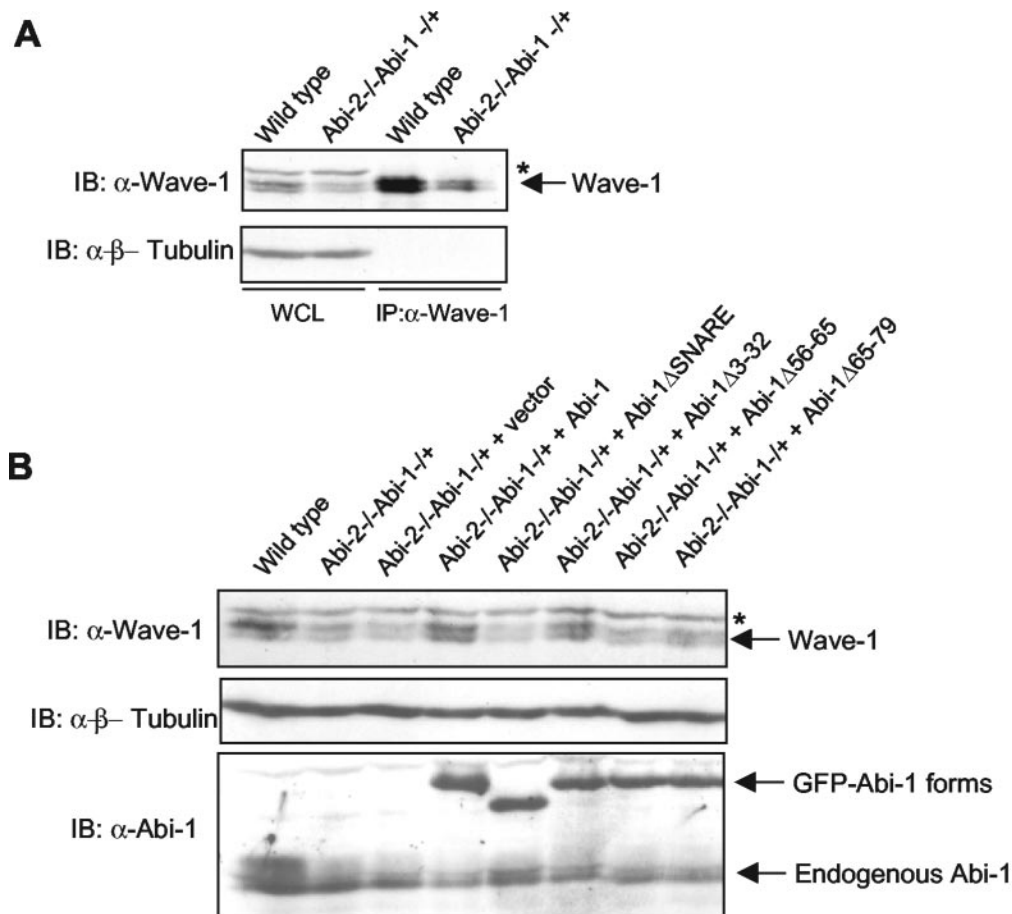 A
Wild type
Abi-2-/-Abi-1 -/+
Wild type
Abi-2-/-Abi-1 -/+
IB: α-Wave-1
*
Wave-1
IB: α-β– Tubulin
WCL
IP:α-Wave-1
B
Wild type
Abi-2-/-Abi-1-/+
Abi-2-/-Abi-1-/+ + vector
Abi-2-/-Abi-1-/+ + Abi-1
Abi-2-/-Abi-1-/+ + Abi-1ΔSNARE
Abi-2-/-Abi-1-/+ + Abi-1Δ3-32
Abi-2-/-Abi-1-/+ + Abi-1Δ56-65
Abi-2-/-Abi-1-/+ + Abi-1Δ65-79
IB: α-Wave-1
*
Wave-1
IB: α-β– Tubulin
GFP-Abi-1 forms
IB: α-Abi-1
Endogenous Abi-1